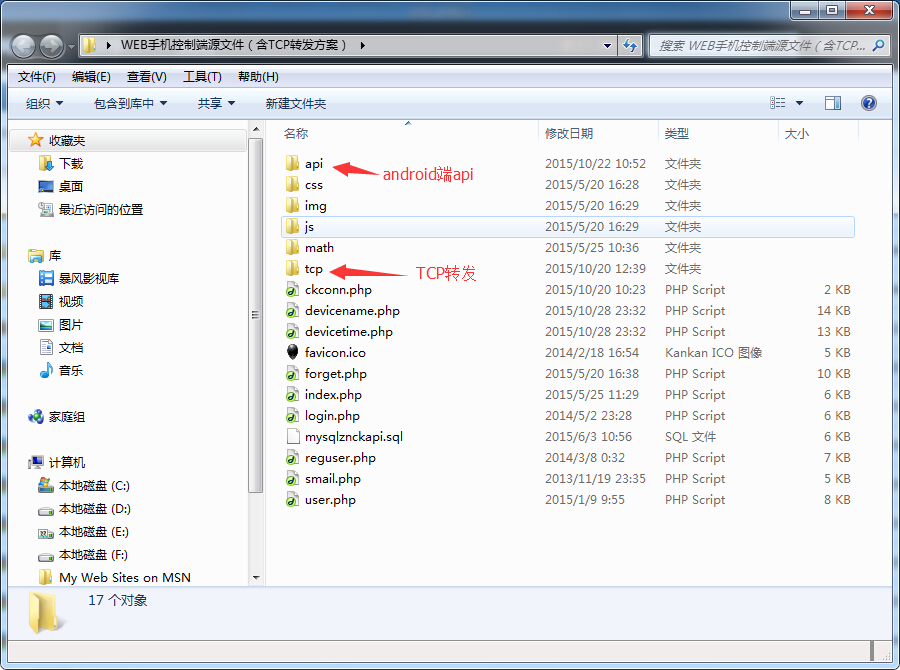 WEB手机控制端源文件（含TCP转发方案）
搜索 WEB手机控制端源文件（含TCP...
文件(F) 编辑(E) 查看(V) 工具(T) 帮助(H)
组织 包含到库中 共享 新建文件夹
名称 修改日期 类型 大小
收藏夹
下载
桌面
最近访问的位置
库
暴风影视库
视频
图片
文档
音乐
家庭组
计算机
本地磁盘 (C:)
本地磁盘 (D:)
本地磁盘 (E:)
本地磁盘 (F:)
My Web Sites on MSN
api 2015/10/22 10:52 文件夹
android端api
css 2015/5/20 16:28 文件夹
img 2015/5/20 16:29 文件夹
js 2015/5/20 16:29 文件夹
math 2015/5/25 10:36 文件夹
tcp 2015/10/20 12:39 文件夹
TCP转发
ckconn.php 2015/10/20 10:23 PHP Script 2 KB
devicename.php 2015/10/28 23:32 PHP Script 14 KB
devicetime.php 2015/10/28 23:32 PHP Script 13 KB
favicon.ico 2014/2/18 16:54 Kankan ICO 图像 5 KB
forget.php 2015/5/20 16:38 PHP Script 10 KB
index.php 2015/5/25 11:29 PHP Script 6 KB
login.php 2014/5/2 23:28 PHP Script 6 KB
mysqlznckapi.sql 2015/6/3 10:56 SQL 文件 6 KB
reguser.php 2014/3/8 0:32 PHP Script 7 KB
smail.php 2013/11/19 23:35 PHP Script 5 KB
user.php 2015/1/9 9:55 PHP Script 8 KB
17 个对象